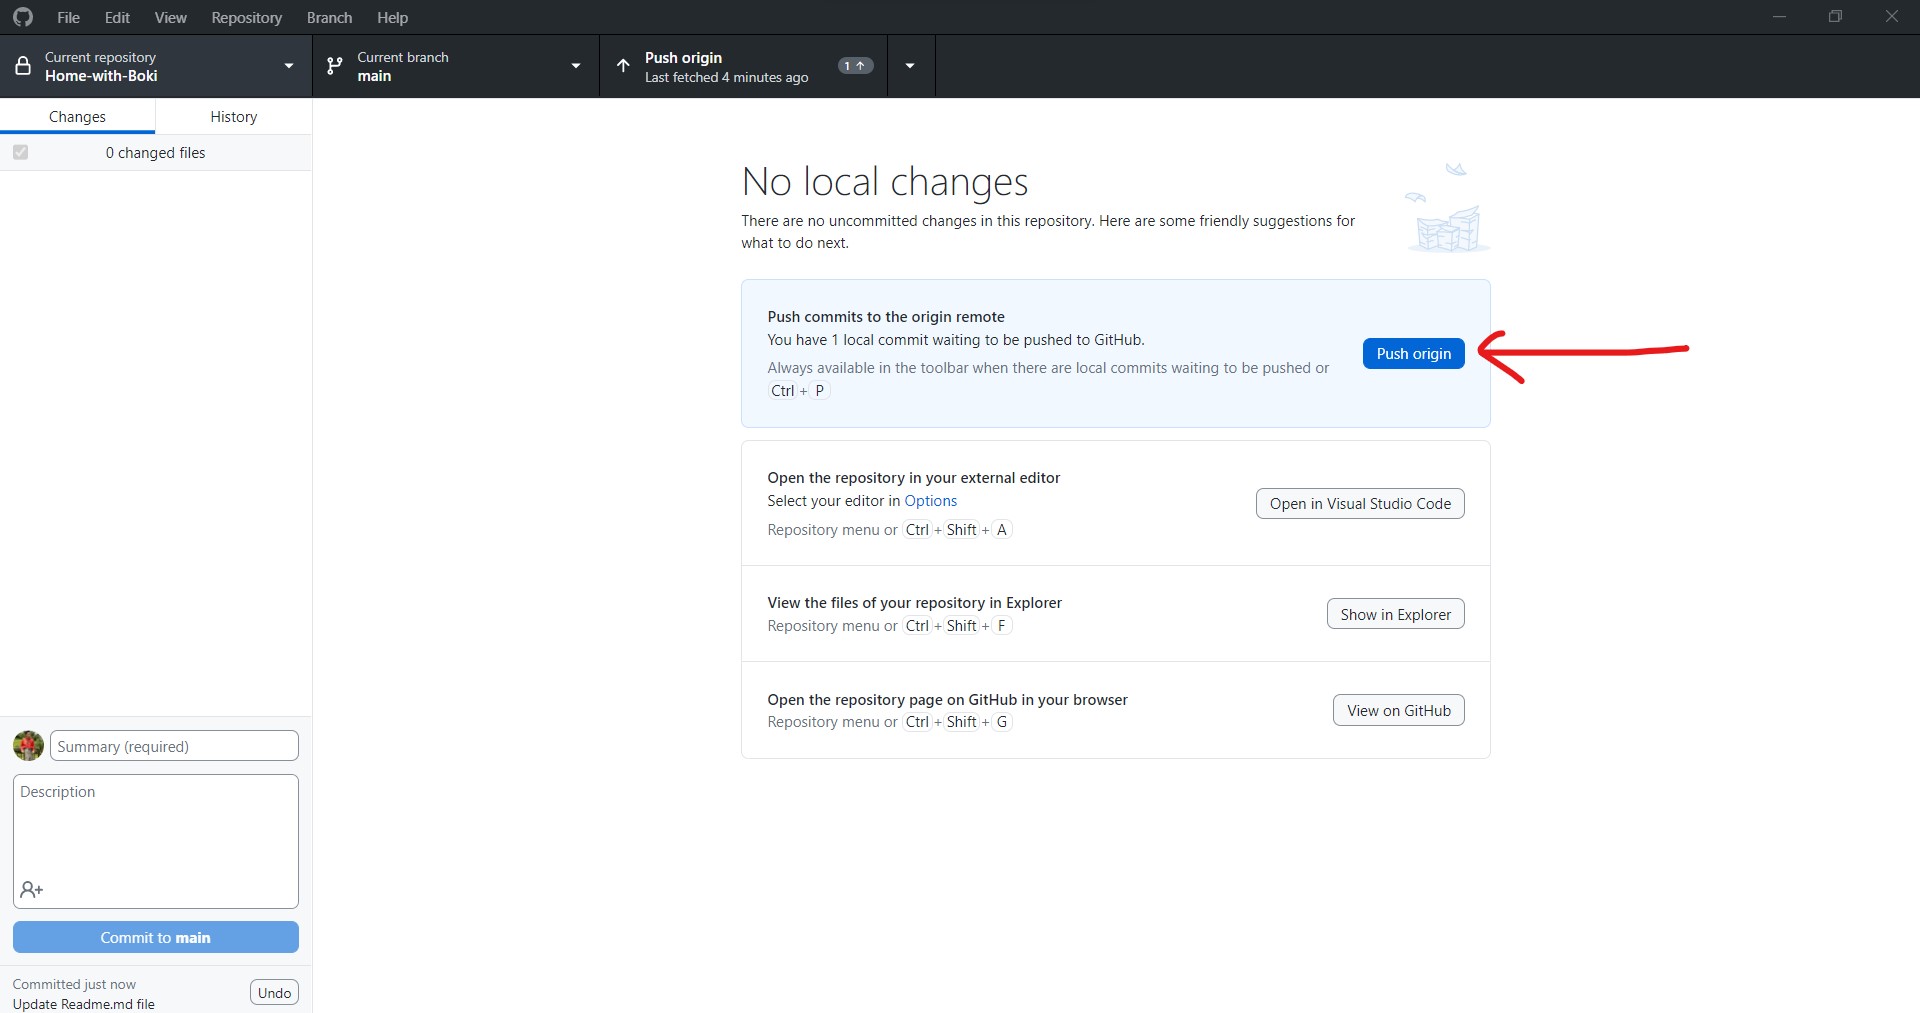 File Edit View Repository Branch Help
Current repository
Home-with-Boki
Current branch
main
Push origin
Last fetched 4 minutes ago
1
Changes
History
0 changed files
No local changes
There are no uncommitted changes in this repository. Here are some friendly suggestions for
what to do next.
Push commits to the origin remote
You have 1 local commit waiting to be pushed to GitHub.
Always available in the toolbar when there are local commits waiting to be pushed or
Ctrl + P
Push origin
Open the repository in your external editor
Select your editor in Options
Repository menu or Ctrl + Shift + A
Open in Visual Studio Code
View the files of your repository in Explorer
Repository menu or Ctrl + Shift + F
Show in Explorer
Open the repository page on GitHub in your browser
Repository menu or Ctrl + Shift + G
View on GitHub
Summary (required)
Description
Commit to main
Committed just now
Update Readme.md file
Undo